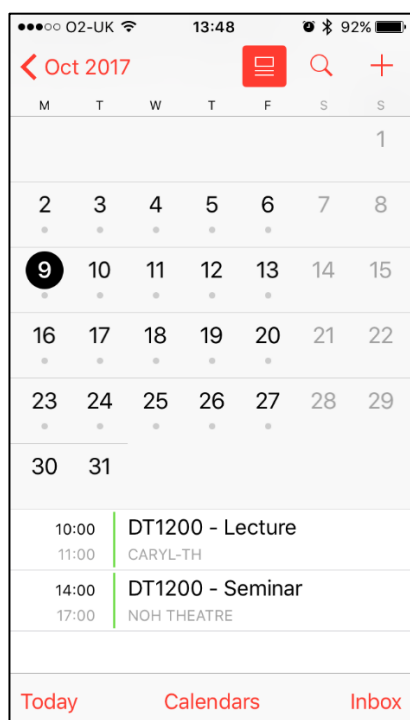 O2-UK 13:48 92%
Oct 2017
M T W T F S S
1
2 3 4 5 6 7 8
9 10 11 12 13 14 15
16 17 18 19 20 21 22
23 24 25 26 27 28 29
30 31
10:00 DT1200 - Lecture
11:00 CARYL-TH
14:00 DT1200 - Seminar
17:00 NOH THEATRE
Today Calendars Inbox